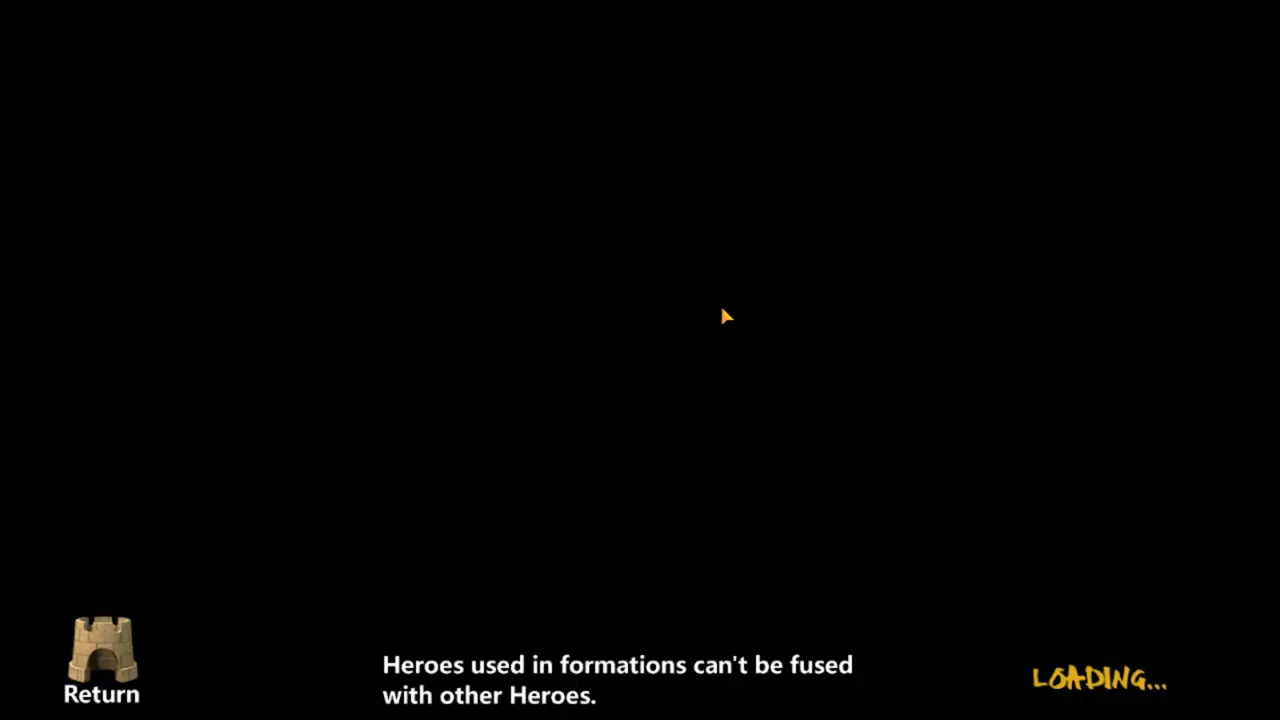 Heroes used in formations can't be fused
with other Heroes.
Return
LOADING...